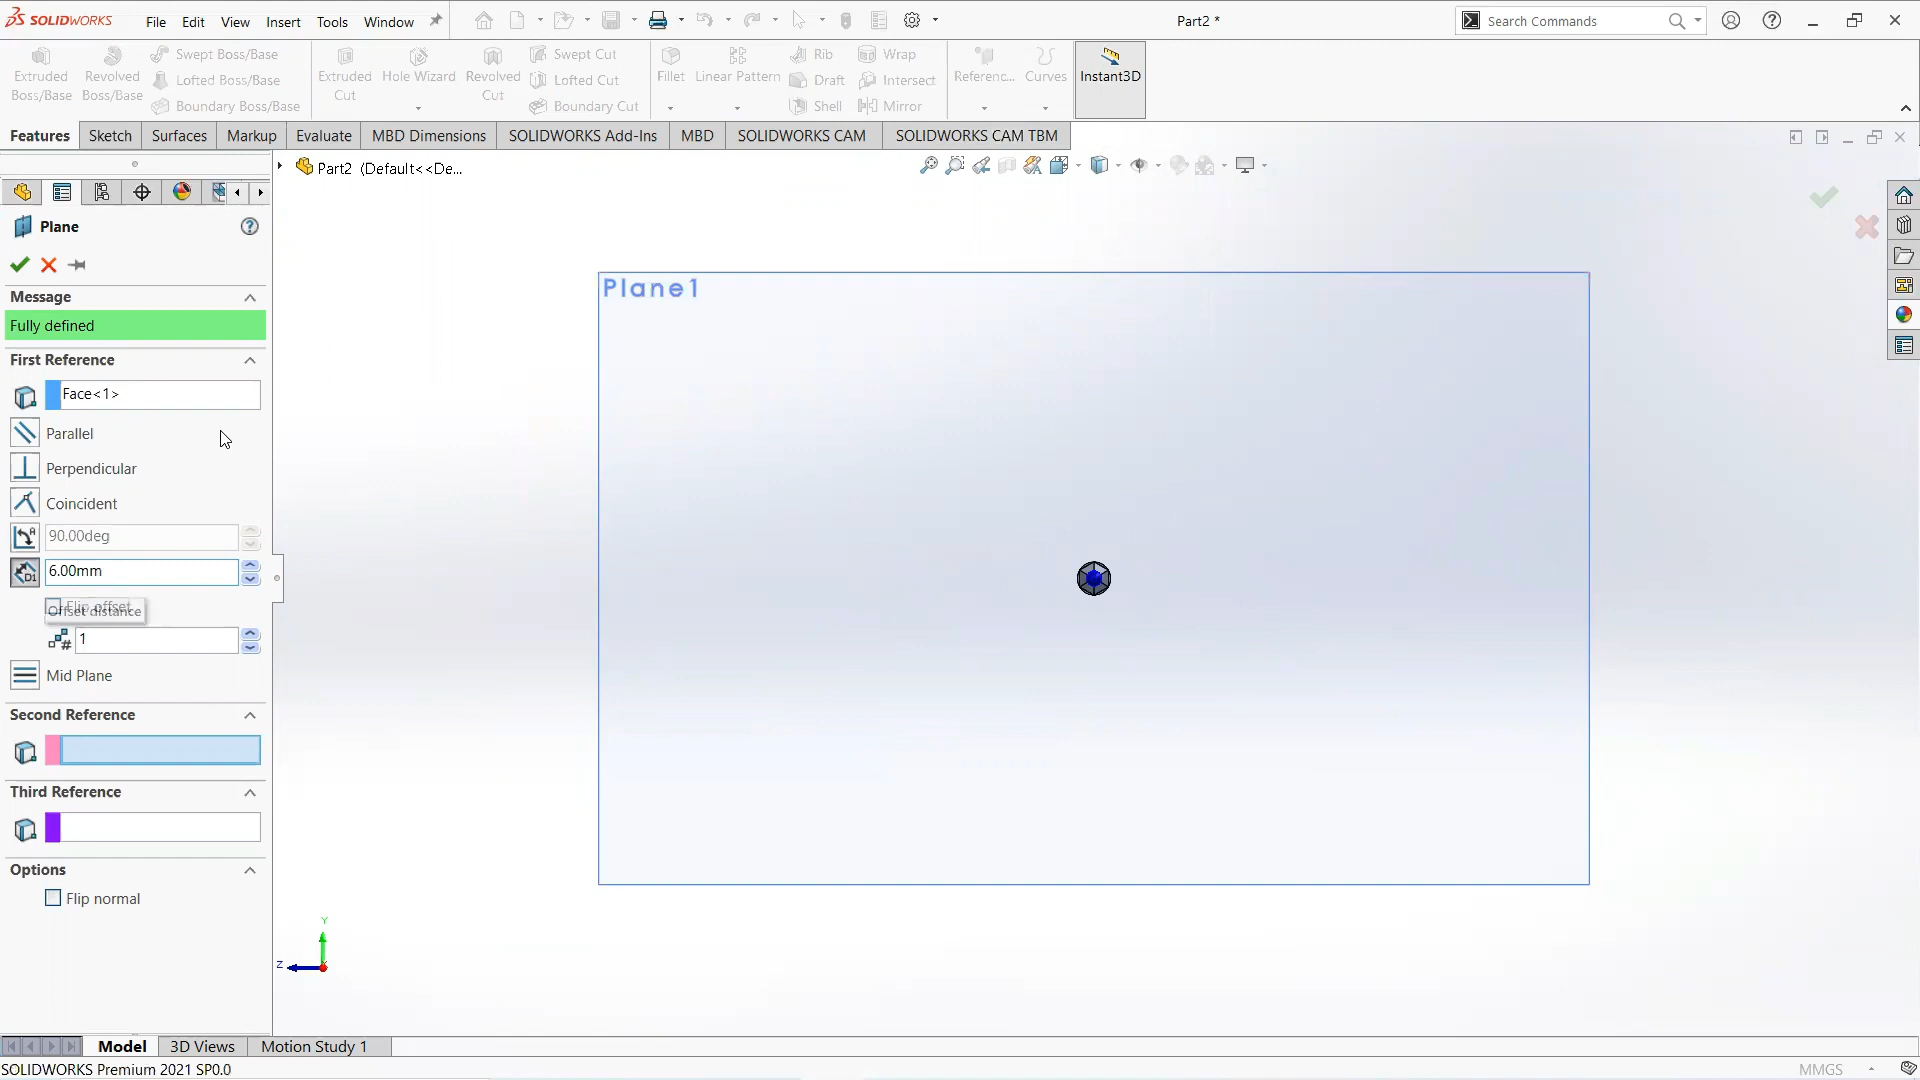 SOLIDWORKS
File Edit View Insert Tools Window
Part2 *
Search Commands
Extruded Boss/Base
Revolved Boss/Base
Swept Boss/Base
Lofted Boss/Base
Boundary Boss/Base
Extruded Cut
Hole Wizard
Revolved Cut
Swept Cut
Lofted Cut
Boundary Cut
Fillet
Linear Pattern
Rib
Draft
Shell
Wrap
Intersect
Mirror
Referenc...
Curves
Instant3D
Features Sketch Surfaces Markup Evaluate MBD Dimensions SOLIDWORKS Add-Ins MBD SOLIDWORKS CAM SOLIDWORKS CAM TBM
Part2 (Default<<De...
Plane
Message
Fully defined
First Reference
Face<1>
Parallel
Perpendicular
Coincident
90.00deg
6.00mm
Flip offset
Offset distance
1
Mid Plane
Second Reference
Third Reference
Options
Flip normal
Plane1
Y
Z
Model 3D Views Motion Study 1
SOLIDWORKS Premium 2021 SP0.0
MMGS